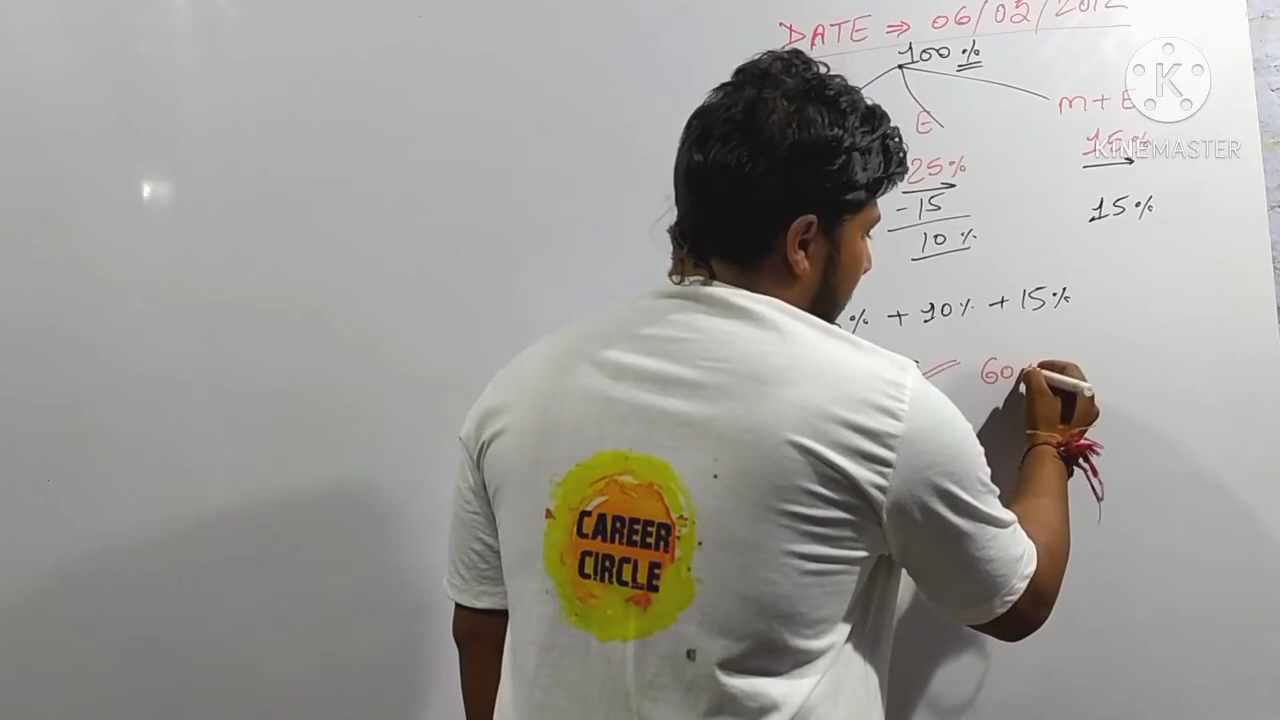 DATE ⇒ 06/02/2012
100 %
E
m + E
25%
15%
-15
10 %
15%
% + 10% + 15%
60
K
KINEMASTER
CAREER
CIRCLE